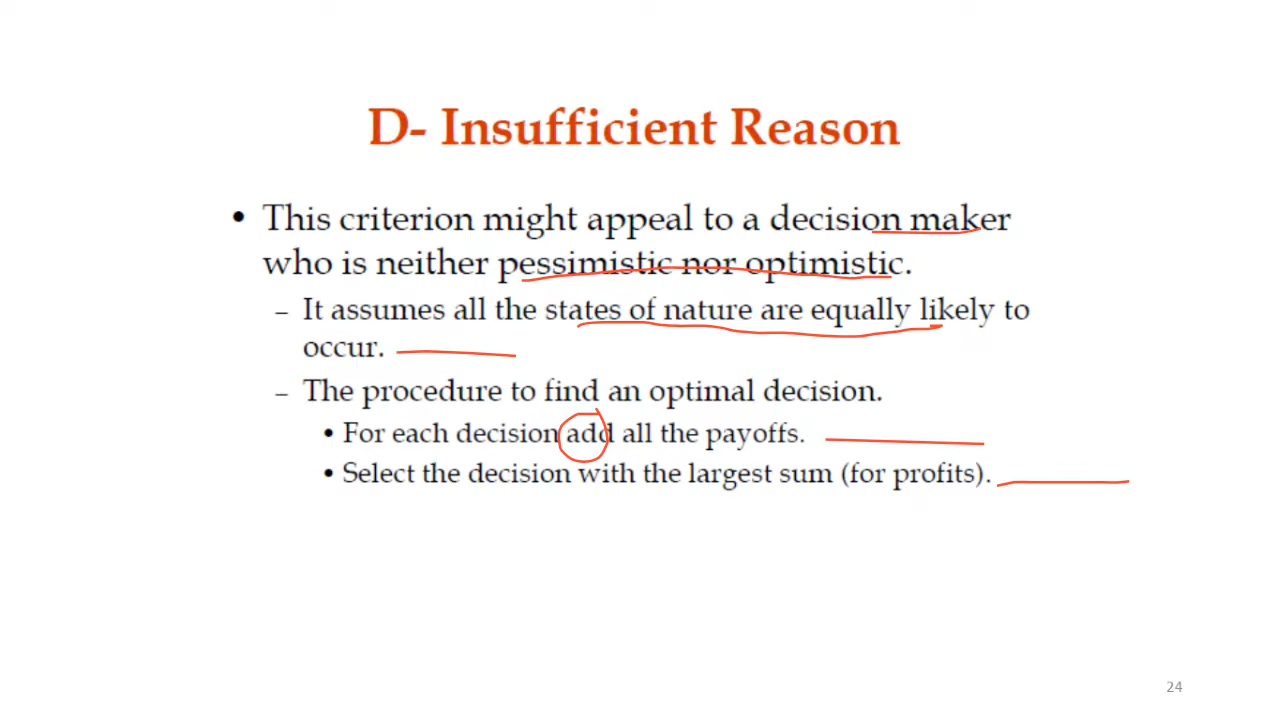 D- Insufficient Reason
• This criterion might appeal to a decision maker
who is neither pessimistic nor optimistic.
– It assumes all the states of nature are equally likely to
occur.
– The procedure to find an optimal decision.
• For each decision add all the payoffs.
• Select the decision with the largest sum (for profits).
24